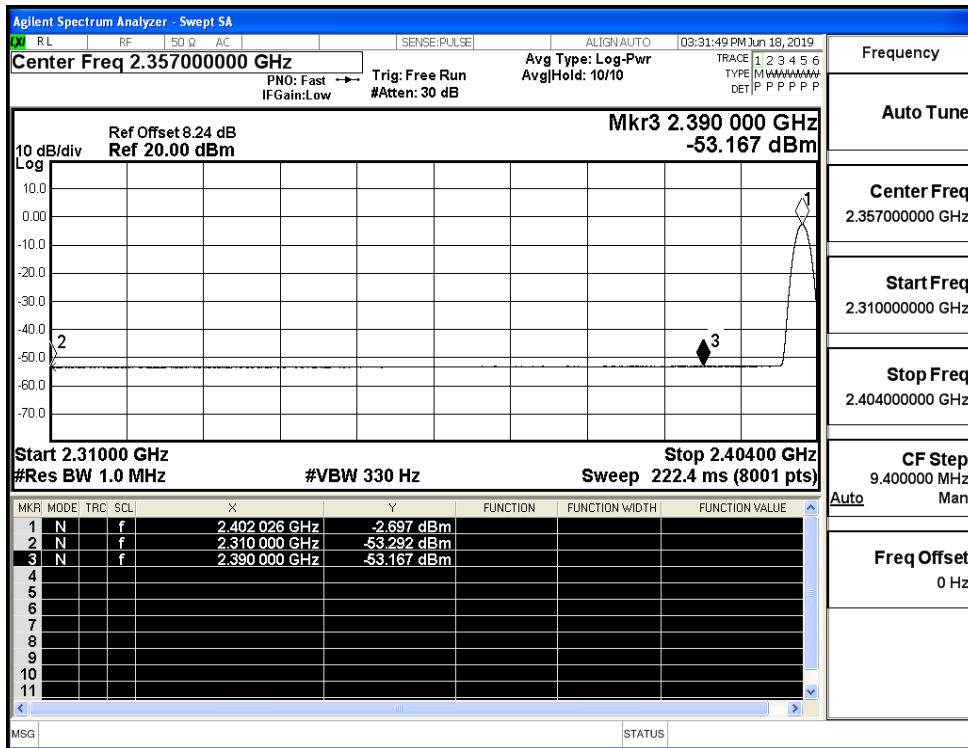 Agilent Spectrum Analyzer - Swept SA
LXI RL RF 50 Ω AC SENSE:PULSE ALIGN AUTO 03:31:49 PM Jun 18, 2019
Center Freq 2.357000000 GHz
PNO: Fast
IFGain:Low
Trig: Free Run
#Atten: 30 dB
Avg Type: Log-Pwr
Avg|Hold: 10/10
TRACE 1 2 3 4 5 6
TYPE M WWWWW
DET P P P P P P
Ref Offset 8.24 dB
10 dB/div Ref 20.00 dBm
Log
Mkr3 2.390 000 GHz
-53.167 dBm
10.0
0.00
-10.0
-20.0
-30.0
-40.0
-50.0
-60.0
-70.0
1
2
3
Start 2.31000 GHz Stop 2.40400 GHz
#Res BW 1.0 MHz #VBW 330 Hz Sweep 222.4 ms (8001 pts)
MKR MODE TRC SCL X Y FUNCTION FUNCTION WIDTH FUNCTION VALUE
1 N f 2.402 026 GHz -2.697 dBm
2 N f 2.310 000 GHz -53.292 dBm
3 N f 2.390 000 GHz -53.167 dBm
4
5
6
7
8
9
10
11
MSG STATUS
Frequency
Auto Tune
Center Freq
2.357000000 GHz
Start Freq
2.310000000 GHz
Stop Freq
2.404000000 GHz
CF Step
9.400000 MHz
Auto Man
Freq Offset
0 Hz